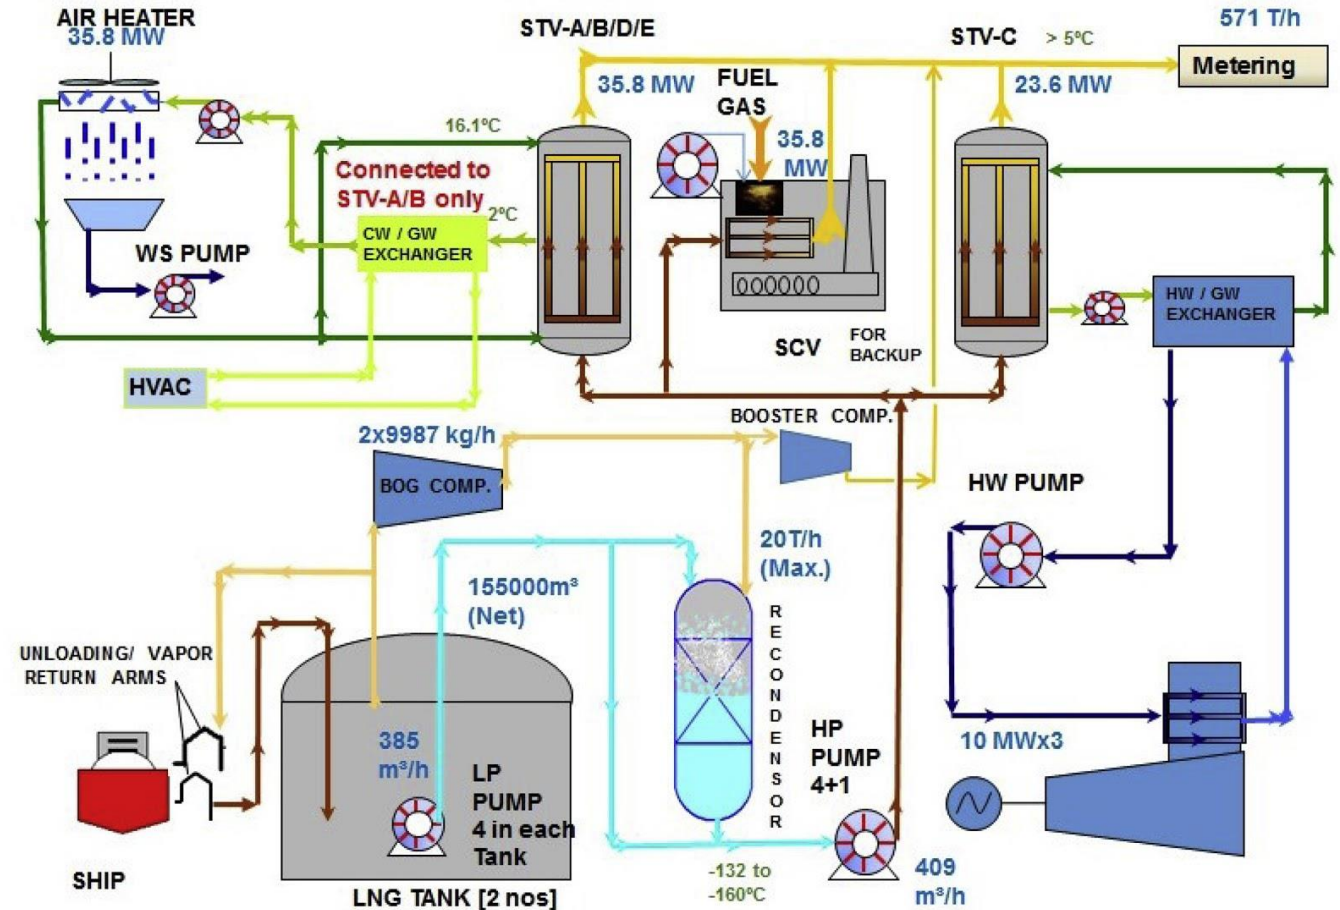 AIR HEATER
35.8 MW
STV-A/B/D/E
STV-C > 5ºC
571 T/h
Metering
35.8 MW
FUEL
GAS
23.6 MW
35.8
MW
16.1ºC
Connected to
STV-A/B only
2ºC
CW / GW
EXCHANGER
WS PUMP
HW / GW
EXCHANGER
SCV
FOR
BACKUP
HVAC
BOOSTER COMP.
2x9987 kg/h
BOG COMP.
HW PUMP
20T/h
(Max.)
155000m³
(Net)
RECONDENSOR
UNLOADING/ VAPOR
RETURN ARMS
385
m³/h
LP
PUMP
4 in each
Tank
HP
PUMP
4+1
10 MWx3
SHIP
LNG TANK [2 nos]
-132 to
-160ºC
409
m³/h